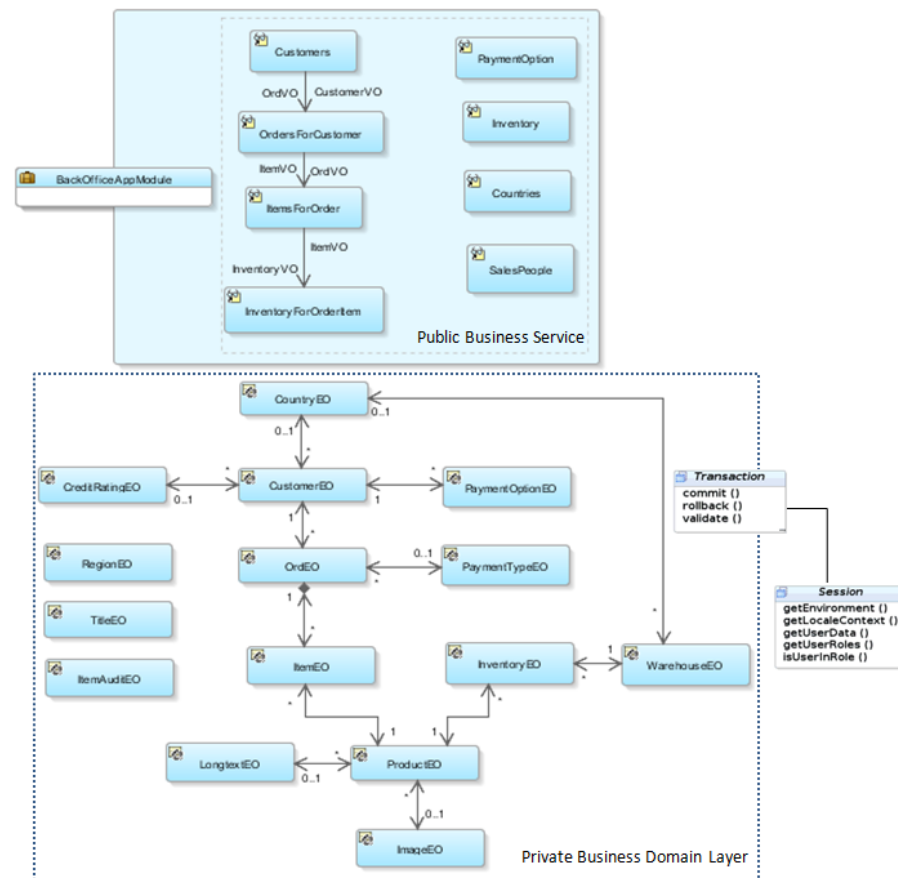 Customers
OrdVO
CustomerVO
OrdersForCustomer
ItemVO
OrdVO
ItemsForOrder
ItemVO
InventoryVO
InventoryForOrderItem
PaymentOption
Inventory
Countries
SalesPeople
BackOfficeAppModule
Public Business Service
CountryEO
0..1
0..1
*
CreditRatingEO
*
0..1
CustomerEO
*
1
PaymentOptionEO
1
*
RegionEO
OrdEO
0..1
*
PaymentTypeEO
1
*
TitleEO
ItemAuditEO
ItemEO
InventoryEO
1
*
*
WarehouseEO
*
*
1
1
LongtextEO
*
0..1
ProductEO
*
0..1
ImageEO
Private Business Domain Layer
Transaction
commit ()
rollback ()
validate ()
Session
getEnvironment ()
getLocaleContext ()
getUserData ()
getUserRoles ()
isUserInRole ()